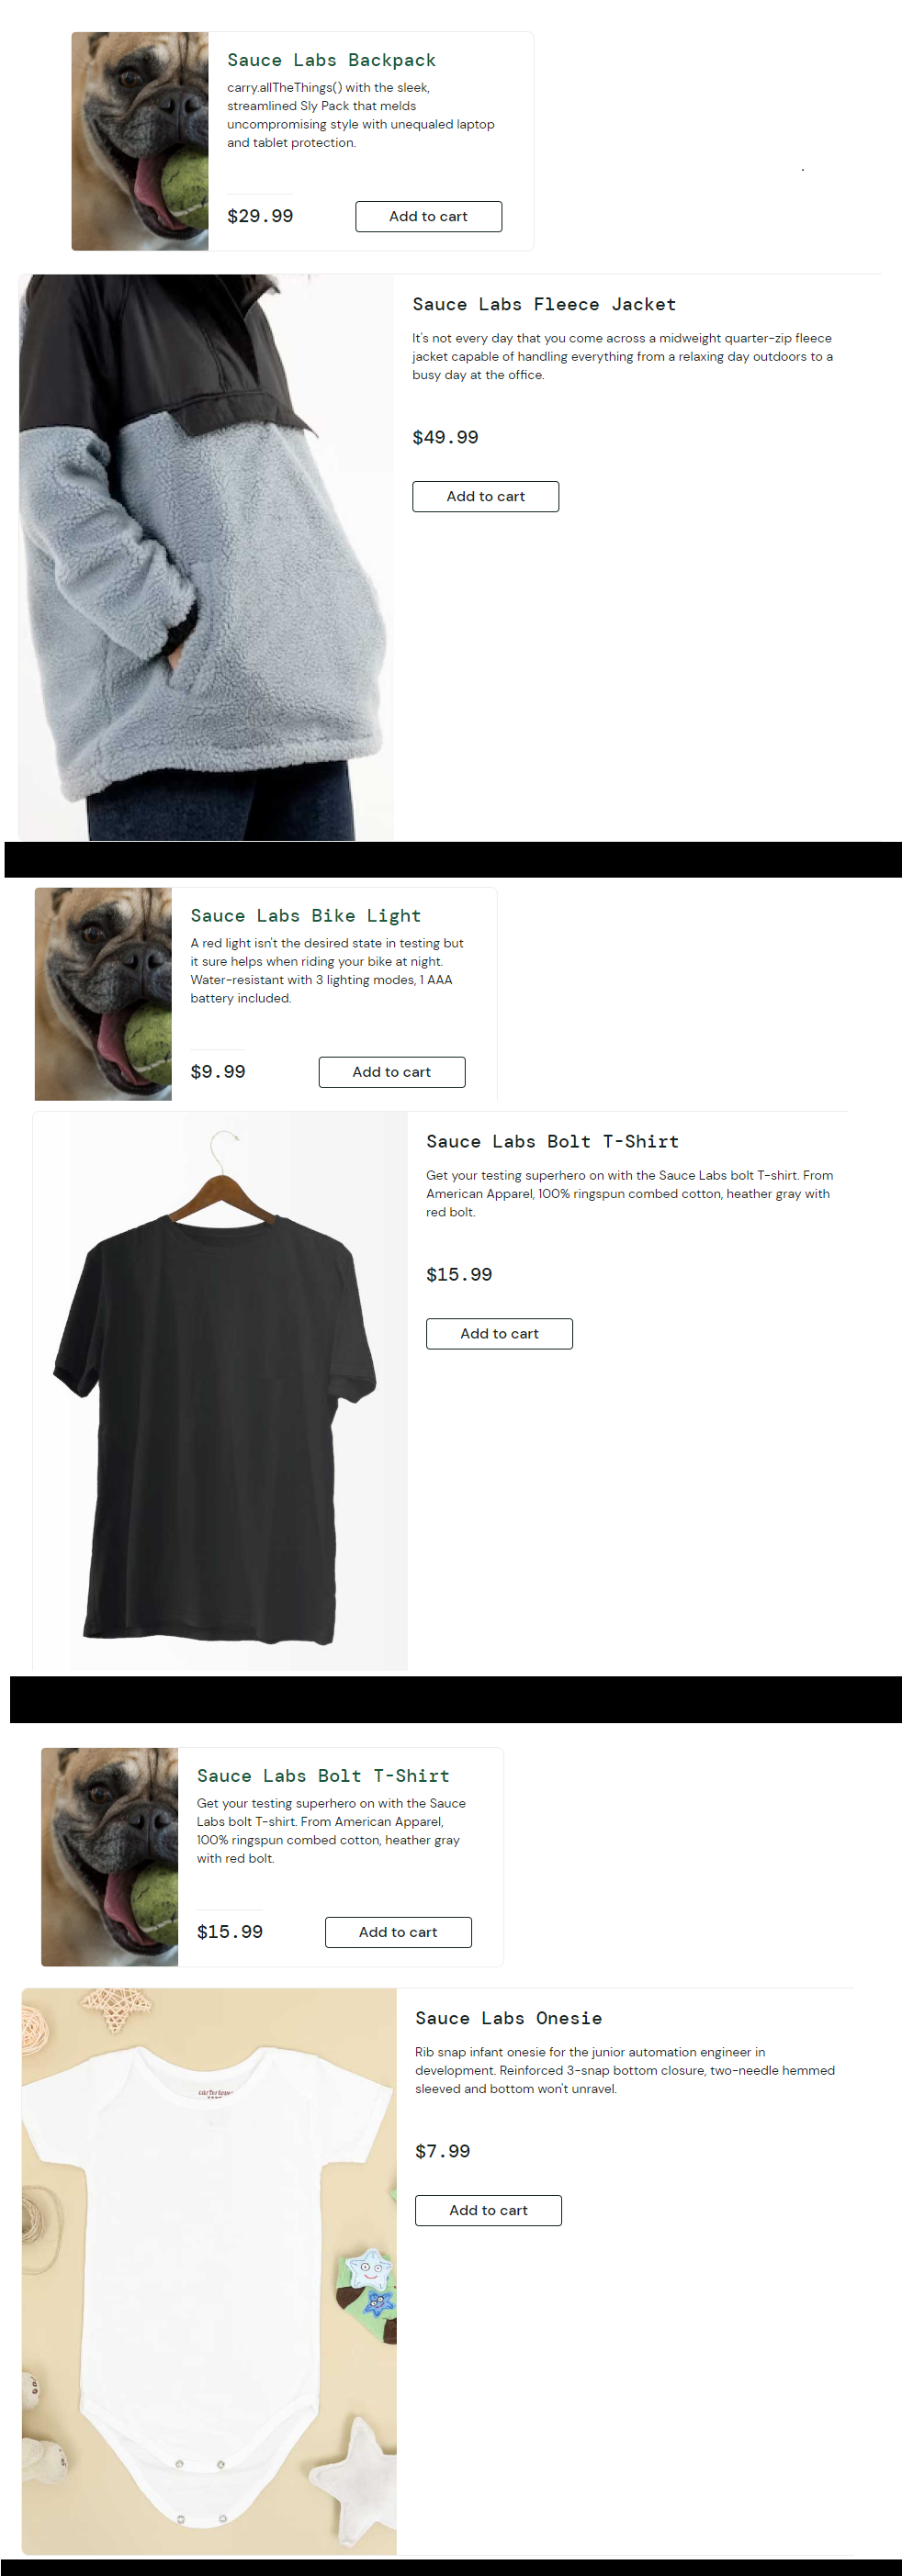 Sauce Labs Backpack
carry.allTheThings() with the sleek,
streamlined Sly Pack that melds
uncompromising style with unequaled laptop
and tablet protection.
$29.99
Add to cart
Sauce Labs Fleece Jacket
It's not every day that you come across a midweight quarter-zip fleece
jacket capable of handling everything from a relaxing day outdoors to a
busy day at the office.
$49.99
Add to cart
Sauce Labs Bike Light
A red light isn't the desired state in testing but
it sure helps when riding your bike at night.
Water-resistant with 3 lighting modes, 1 AAA
battery included.
$9.99
Add to cart
Sauce Labs Bolt T-Shirt
Get your testing superhero on with the Sauce Labs bolt T-shirt. From
American Apparel, 100% ringspun combed cotton, heather gray with
red bolt.
$15.99
Add to cart
Sauce Labs Bolt T-Shirt
Get your testing superhero on with the Sauce
Labs bolt T-shirt. From American Apparel,
100% ringspun combed cotton, heather gray
with red bolt.
$15.99
Add to cart
Sauce Labs Onesie
Rib snap infant onesie for the junior automation engineer in
development. Reinforced 3-snap bottom closure, two-needle hemmed
sleeved and bottom won't unravel.
$7.99
Add to cart